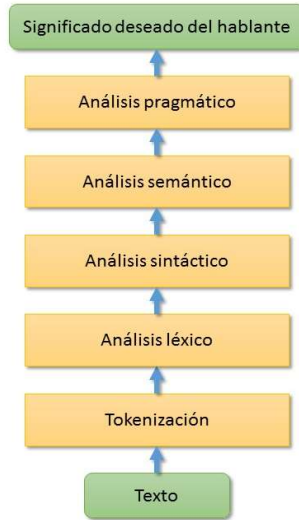 Significado deseado del hablante
Análisis pragmático
Análisis semántico
Análisis sintáctico
Análisis léxico
Tokenización
Texto